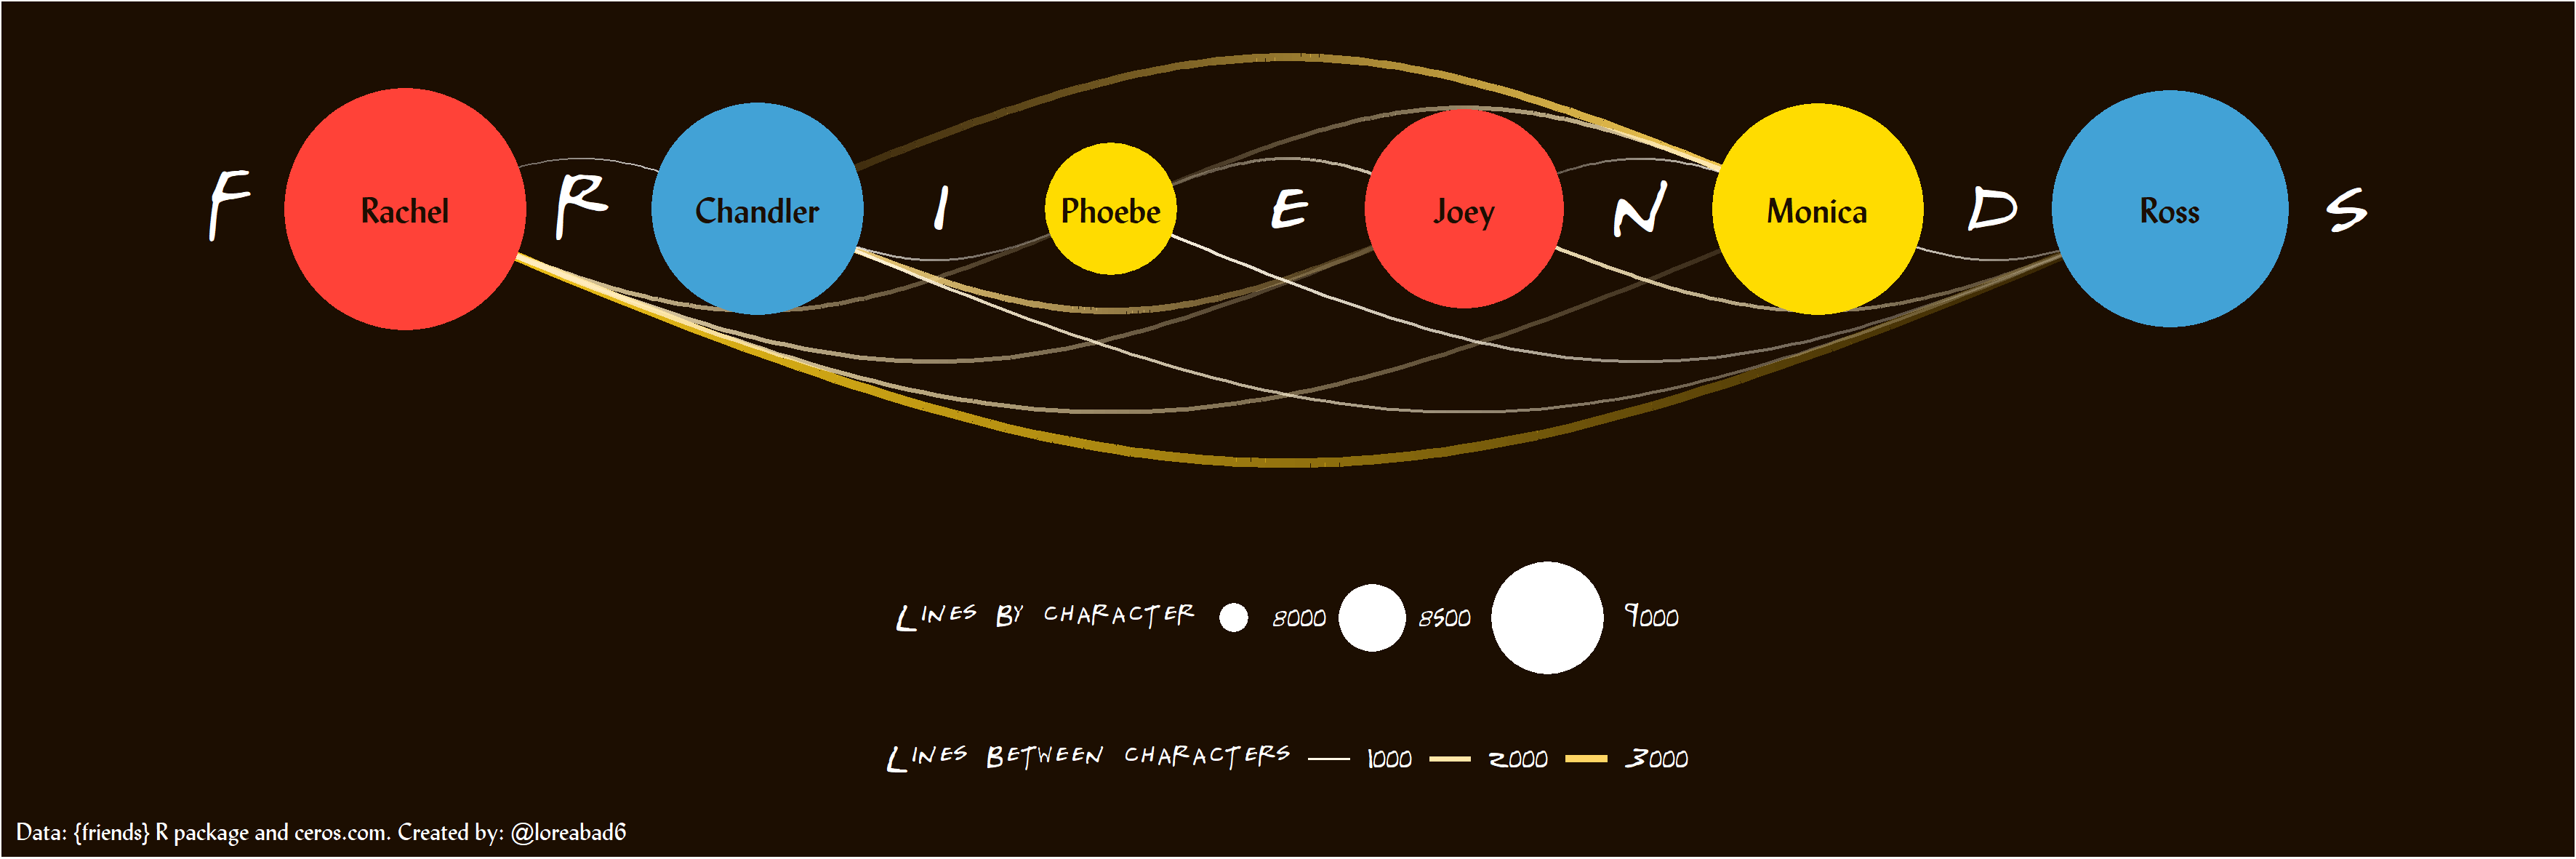 F Rachel R Chandler I Phoebe E Joey N Monica D Ross S
Lines By character 8000 8500 9000
Lines Between characters 1000 2000 3000
Data: {friends} R package and ceros.com. Created by: @loreabad6